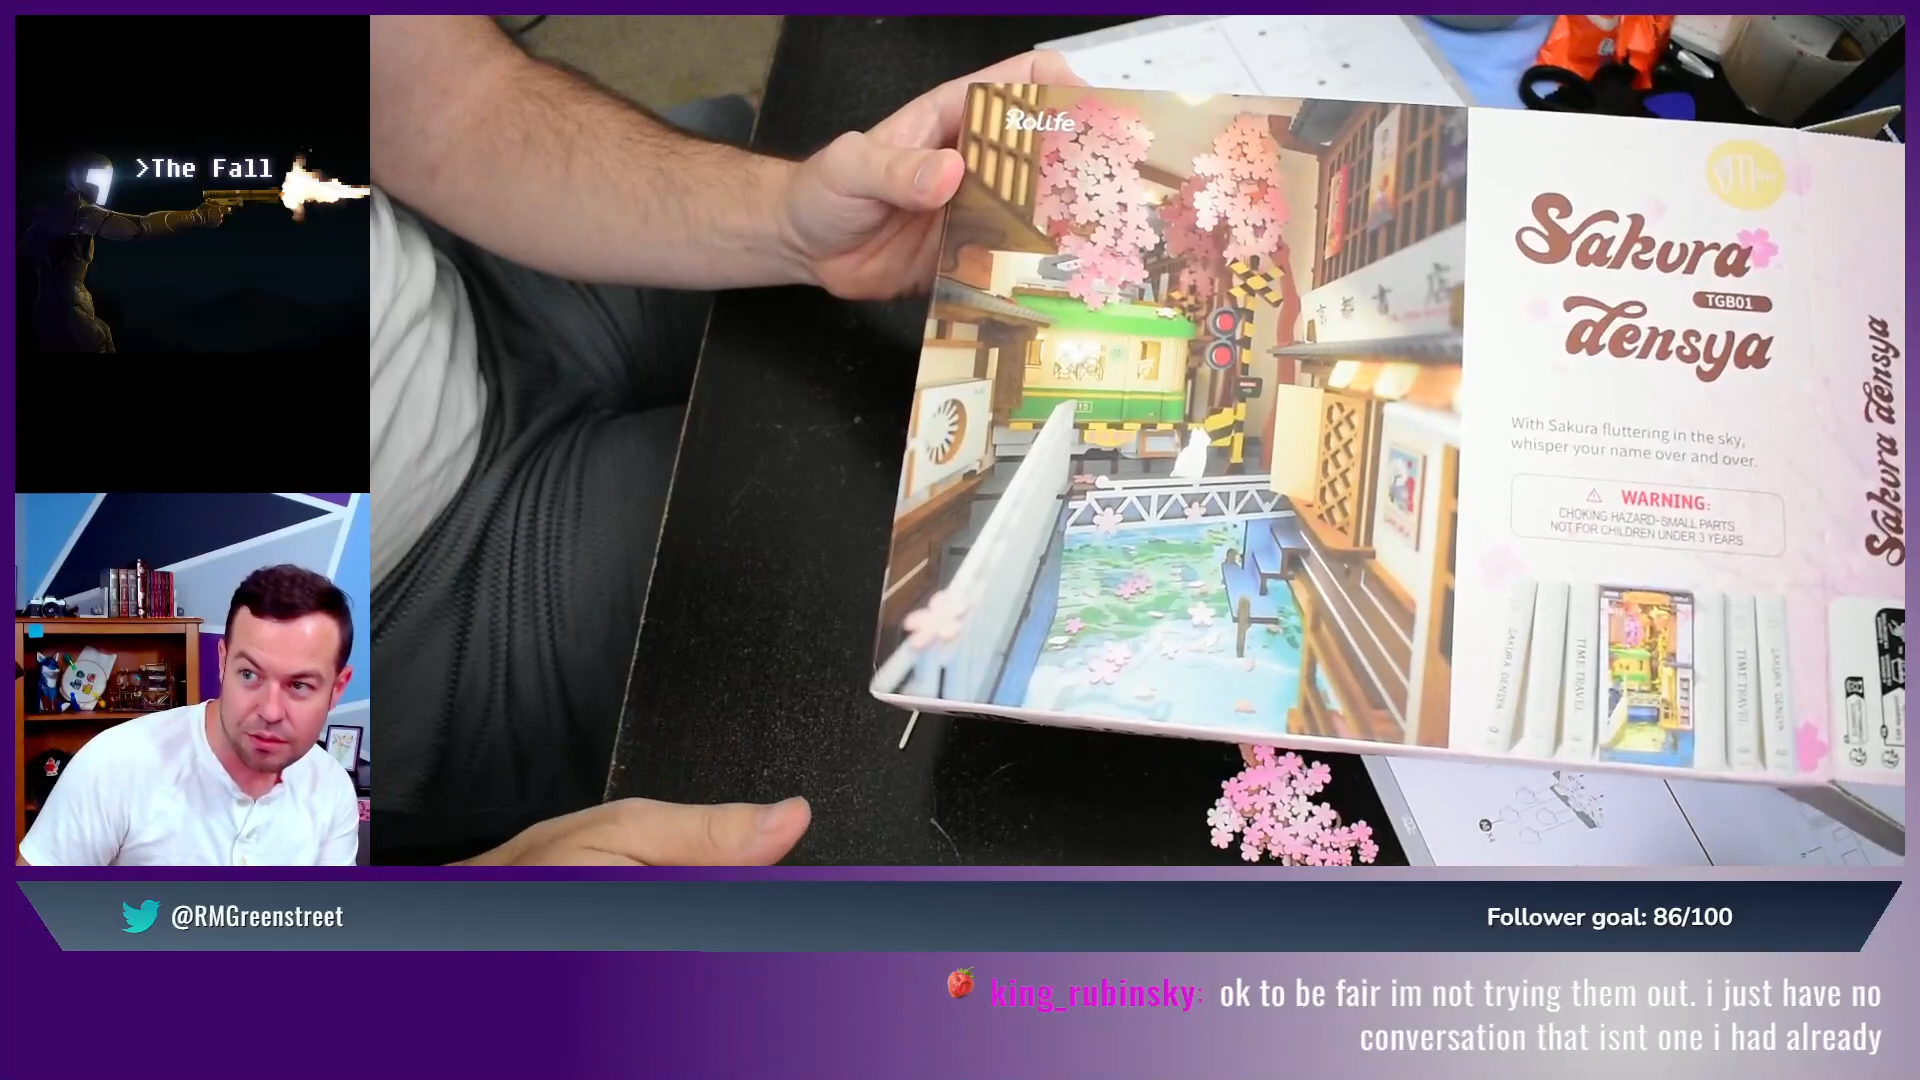 >The Fall
Rolife
Sakura
TGB01
densya
With Sakura fluttering in the sky,
whisper your name over and over.
WARNING:
CHOKING HAZARD-SMALL PARTS
NOT FOR CHILDREN UNDER 3 YEARS.
SAKURA DENSYA
TIME TRAVEL
TIME TRAVEL
SAKURA DENSYA
Sakura densya
@RMGreenstreet
Follower goal: 86/100
king_rubinsky: ok to be fair im not trying them out. i just have no
conversation that isnt one i had already